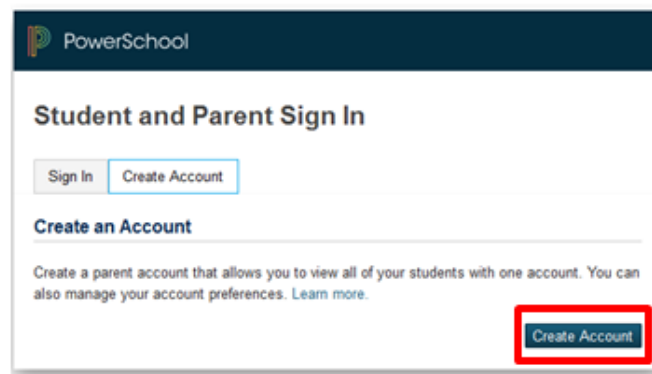 PowerSchool
Student and Parent Sign In
Sign In Create Account
Create an Account
Create a parent account that allows you to view all of your students with one account. You can
also manage your account preferences. Learn more.
Create Account